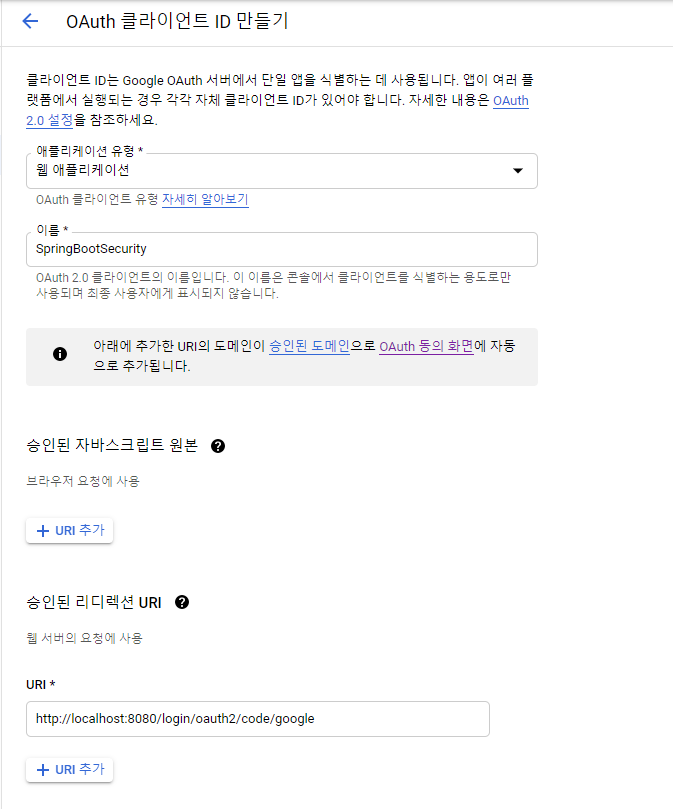 OAuth 클라이언트 ID 만들기
클라이언트 ID는 Google OAuth 서버에서 단일 앱을 식별하는 데 사용됩니다. 앱이 여러 플
랫폼에서 실행되는 경우 각각 자체 클라이언트 ID가 있어야 합니다. 자세한 내용은 OAuth
2.0 설정을 참조하세요.
애플리케이션 유형 *
웹 애플리케이션
OAuth 클라이언트 유형 자세히 알아보기
이름 *
SpringBootSecurity
OAuth 2.0 클라이언트의 이름입니다. 이 이름은 콘솔에서 클라이언트를 식별하는 용도로만
사용되며 최종 사용자에게 표시되지 않습니다.
아래에 추가한 URI의 도메인이 승인된 도메인으로 OAuth 동의 화면에 자동
으로 추가됩니다.
승인된 자바스크립트 원본
브라우저 요청에 사용
+ URI 추가
승인된 리디렉션 URI
웹 서버의 요청에 사용
URI *
http://localhost:8080/login/oauth2/code/google
+ URI 추가